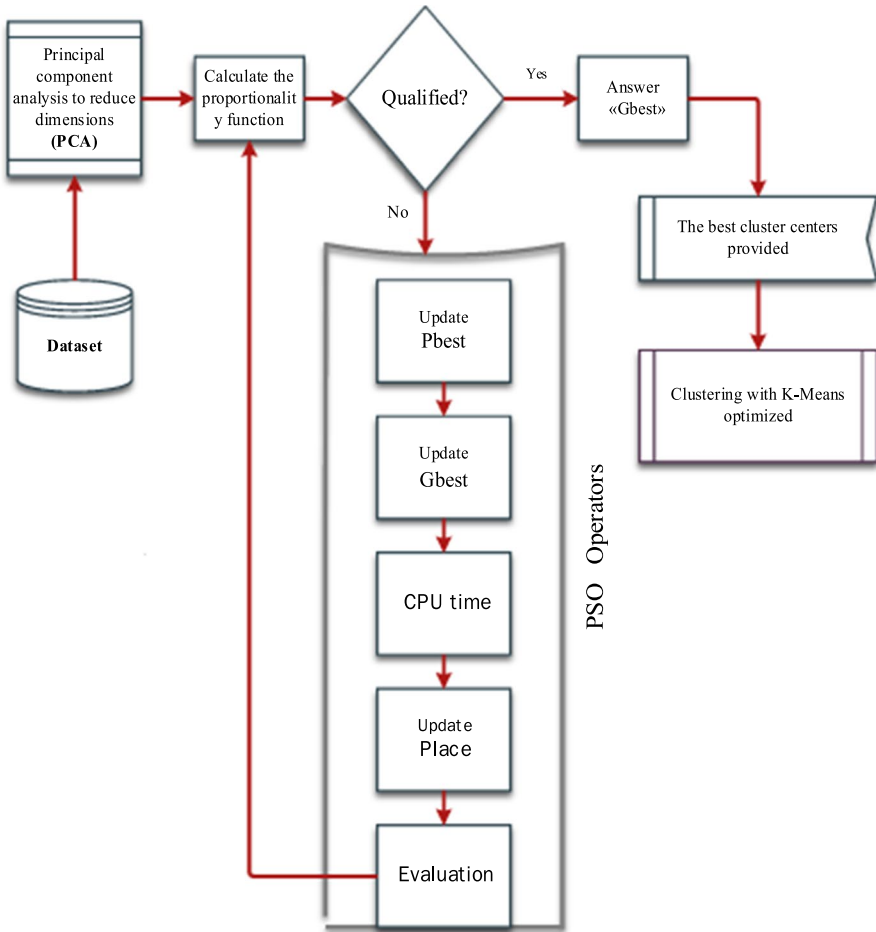 Principal
component
analysis to reduce
dimensions
(PCA)
Calculate the
proportionalit
y function
Qualified?
Yes
Answer
«Gbest»
No
The best cluster centers
provided
Dataset
Update
Pbest
Clustering with K-Means
optimized
Update
Gbest
PSO Operators
CPU time
Update
Place
Evaluation